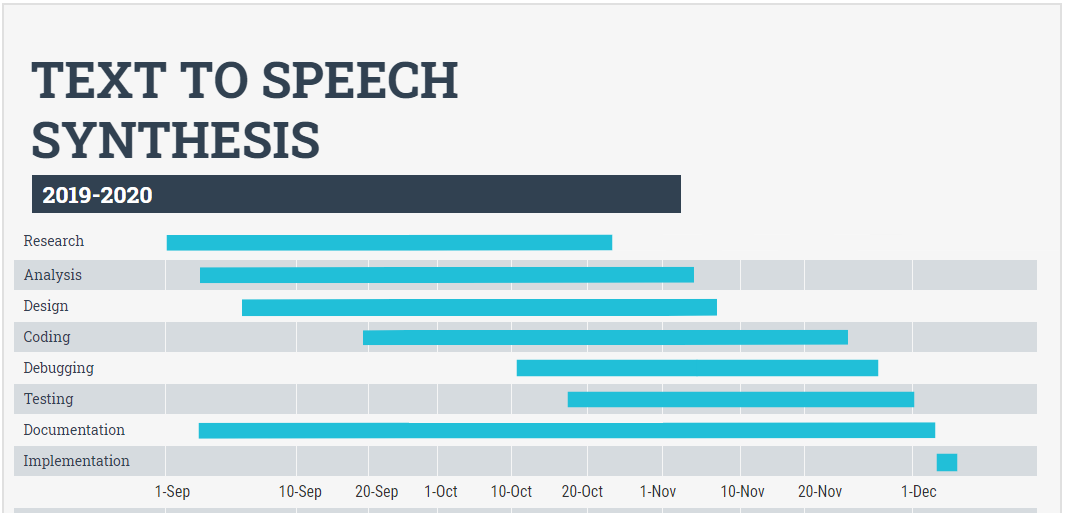 TEXT TO SPEECH
SYNTHESIS
2019-2020
Research
Analysis
Design
Coding
Debugging
Testing
Documentation
Implementation
1-Sep 10-Sep 20-Sep 1-Oct 10-Oct 20-Oct 1-Nov 10-Nov 20-Nov 1-Dec